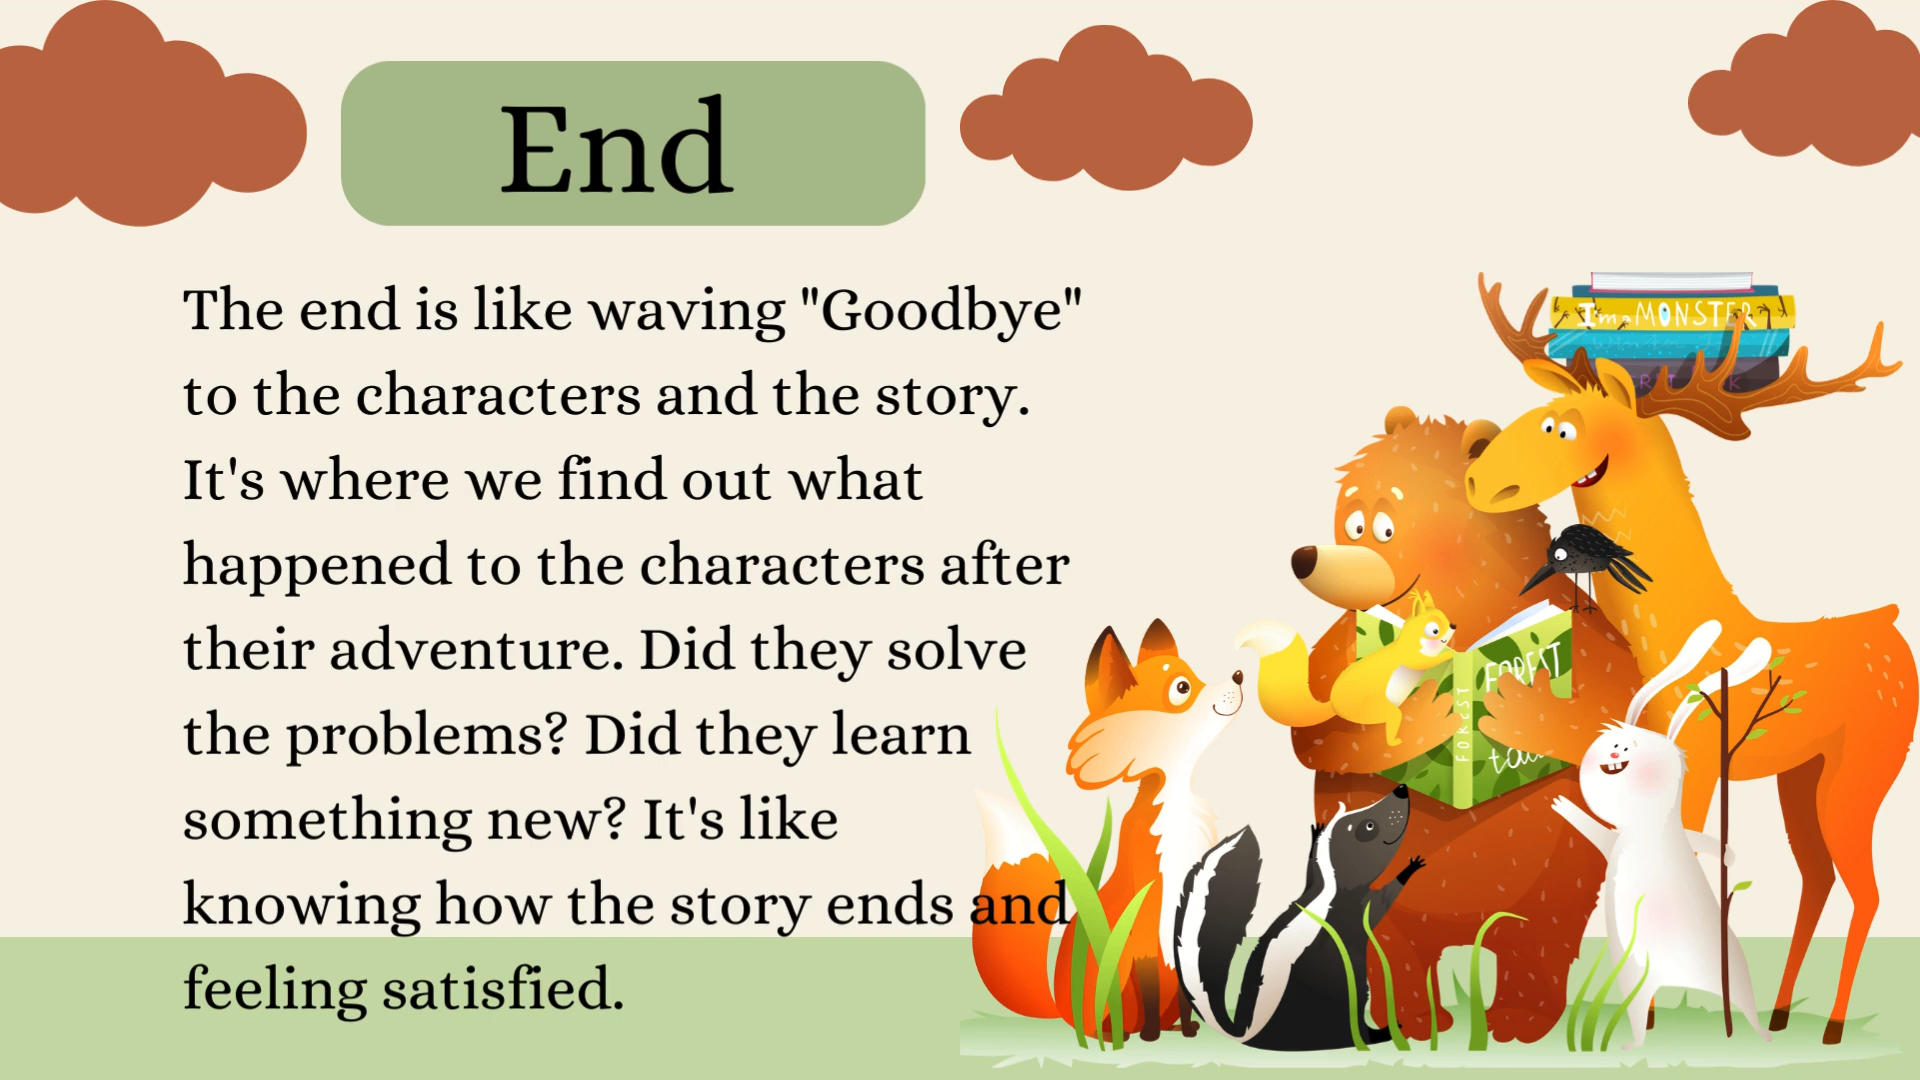 End
The end is like waving "Goodbye"
to the characters and the story.
It's where we find out what
happened to the characters after
their adventure. Did they solve
the problems? Did they learn
something new? It's like
knowing how the story ends and
feeling satisfied.
I'm a MONSTER
FOREST
FOREST